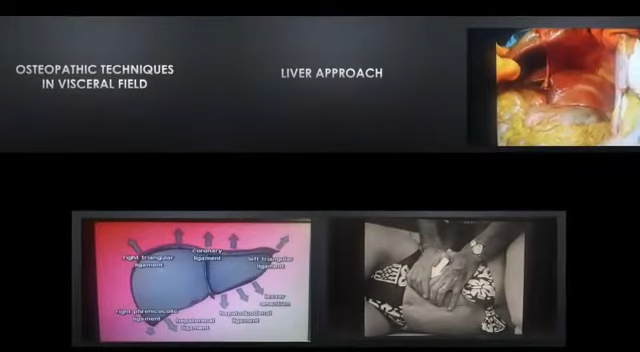 OSTEOPATHIC TECHNIQUES
IN VISCERAL FIELD
LIVER APPROACH
coronary
ligament
right triangular
ligament
left triangular
ligament
lesser
omentum
right phrenocolic
ligament
hepatorenal
ligament
hepatoduodenal
ligament